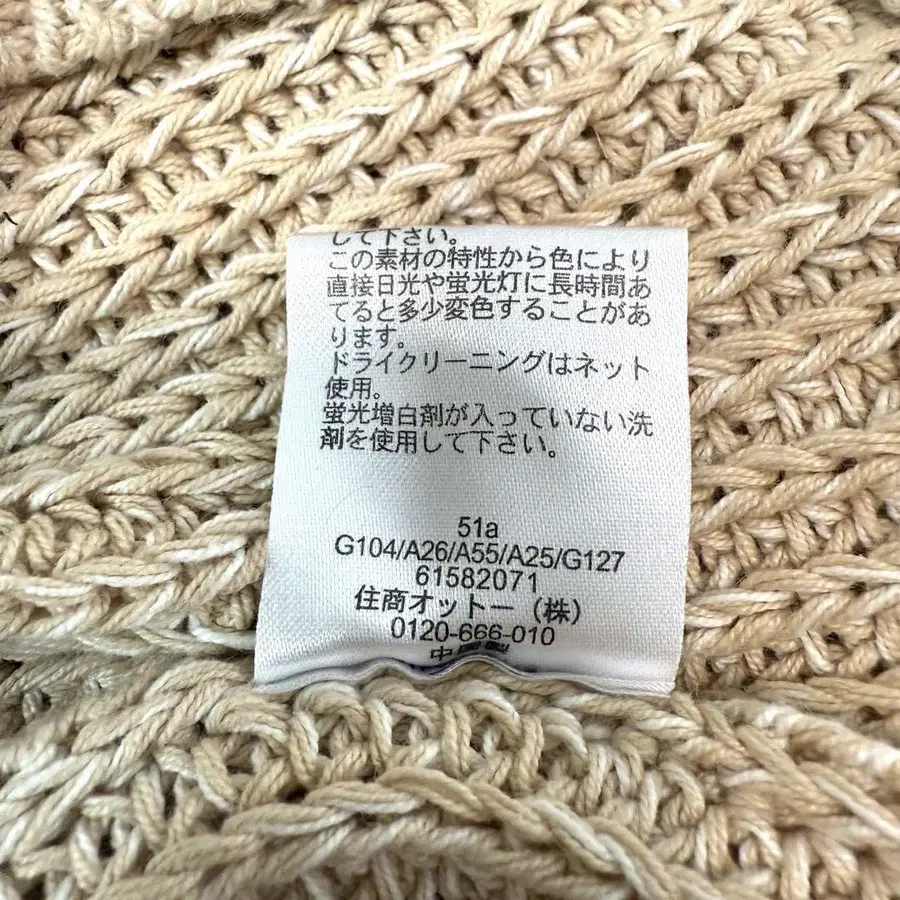 して下さい。
この素材の特性から色により
直接日光や蛍光灯に長時間あ
てると多少変色することがあ
ります。
ドライクリーニングはネット
使用。
蛍光増白剤が入っていない洗
剤を使用して下さい。
51a
G104/A26/A55/A25/G127
61582071
住商オットー（株）
0120-666-010
中国製